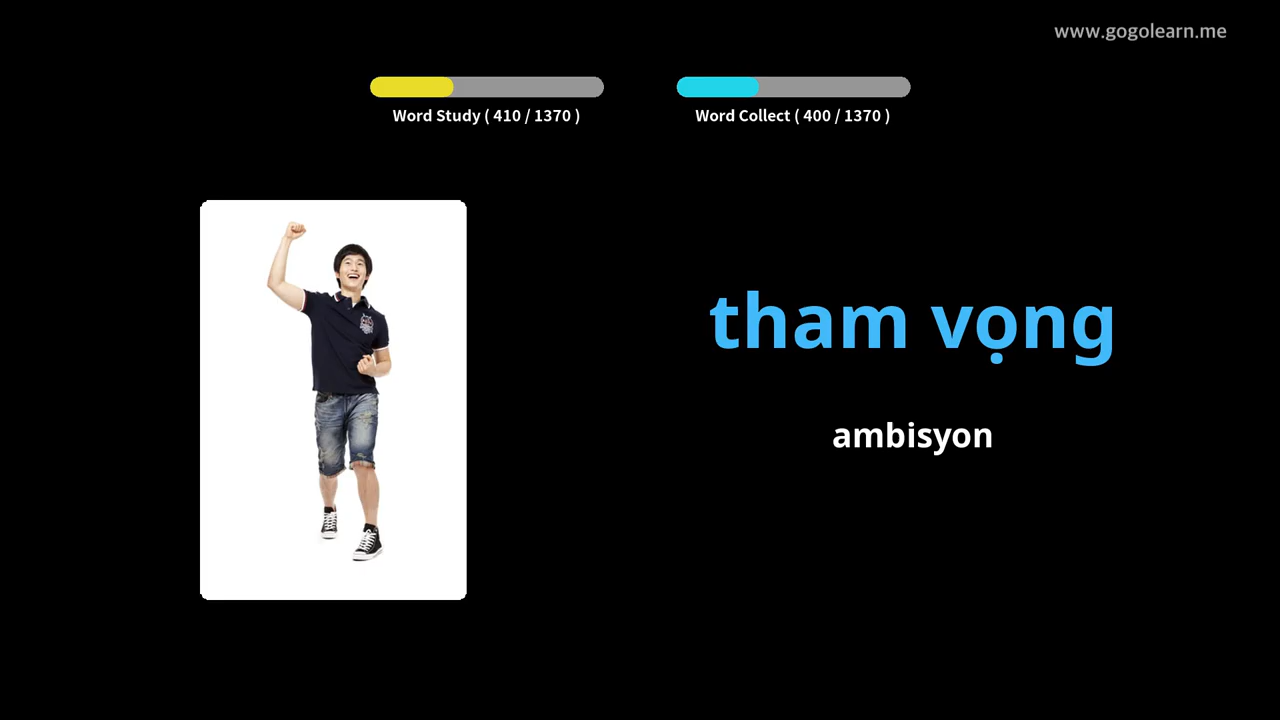 www.gogolearn.me
Word Study ( 410 / 1370 )
Word Collect ( 400 / 1370 )
tham vọng
ambisyon